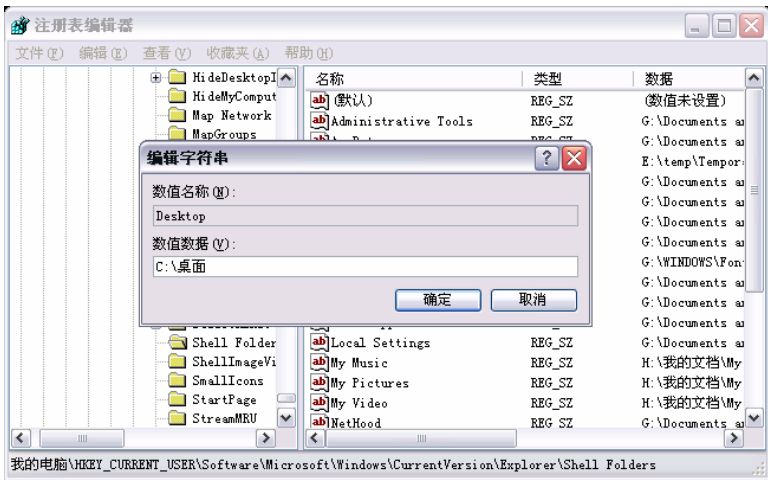 注册表编辑器
文件(F) 编辑(E) 查看(V) 收藏夹(A) 帮助(H)
HideDesktopI
HideMyComput
Map Network
MapGroups
Shell Folder
ShellImageVi
SmallIcons
StartPage
StreamMRU
名称 类型 数据
(默认) REG_SZ (数值未设置)
Administrative Tools REG_SZ G:\Documents a
G:\Documents a
E:\temp\Tempor
G:\Documents a
G:\Documents a
G:\Documents a
G:\Documents a
G:\WINDOWS\Fon
G:\Documents a
G:\Documents a
G:\Documents a
Local Settings REG_SZ G:\Documents a
My Music REG_SZ H:\我的文档\My
My Pictures REG_SZ H:\我的文档\My
My Video REG_SZ H:\我的文档\My
NetHood REG_SZ G:\Documents a
编辑字符串
数值名称(N):
Desktop
数值数据(V):
C:\桌面
确定 取消
我的电脑\HKEY_CURRENT_USER\Software\Microsoft\Windows\CurrentVersion\Explorer\Shell Folders